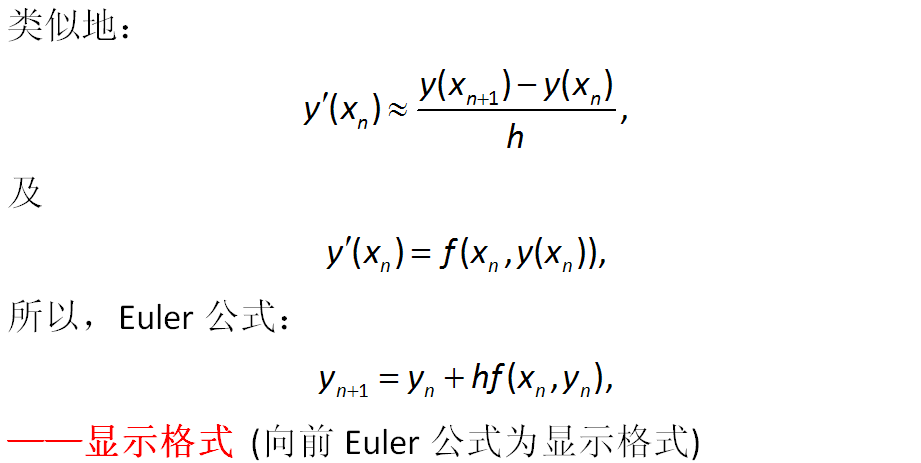 类似地：
y′(xₙ) ≈ (y(xₙ₊₁) − y(xₙ)) / h ,
及
y′(xₙ) = f(xₙ, y(xₙ)),
所以，Euler 公式：
yₙ₊₁ = yₙ + hf(xₙ, yₙ),
——显示格式 (向前 Euler 公式为显示格式)